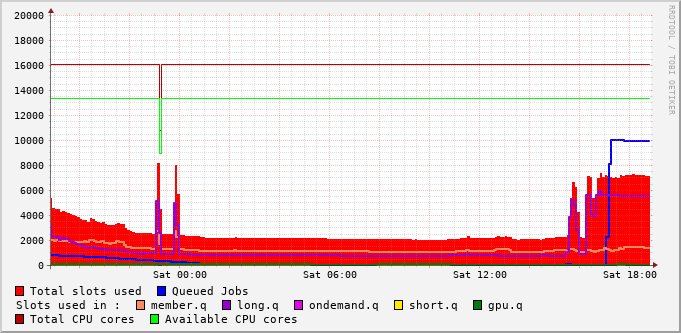 20000
18000
16000
14000
12000
10000
8000
6000
4000
2000
0
Sat 00:00 Sat 06:00 Sat 12:00 Sat 18:00
RRDTOOL / TOBI OETIKER
Total slots used Queued Jobs
Slots used in : member.q long.q ondemand.q short.q gpu.q
Total CPU cores Available CPU cores